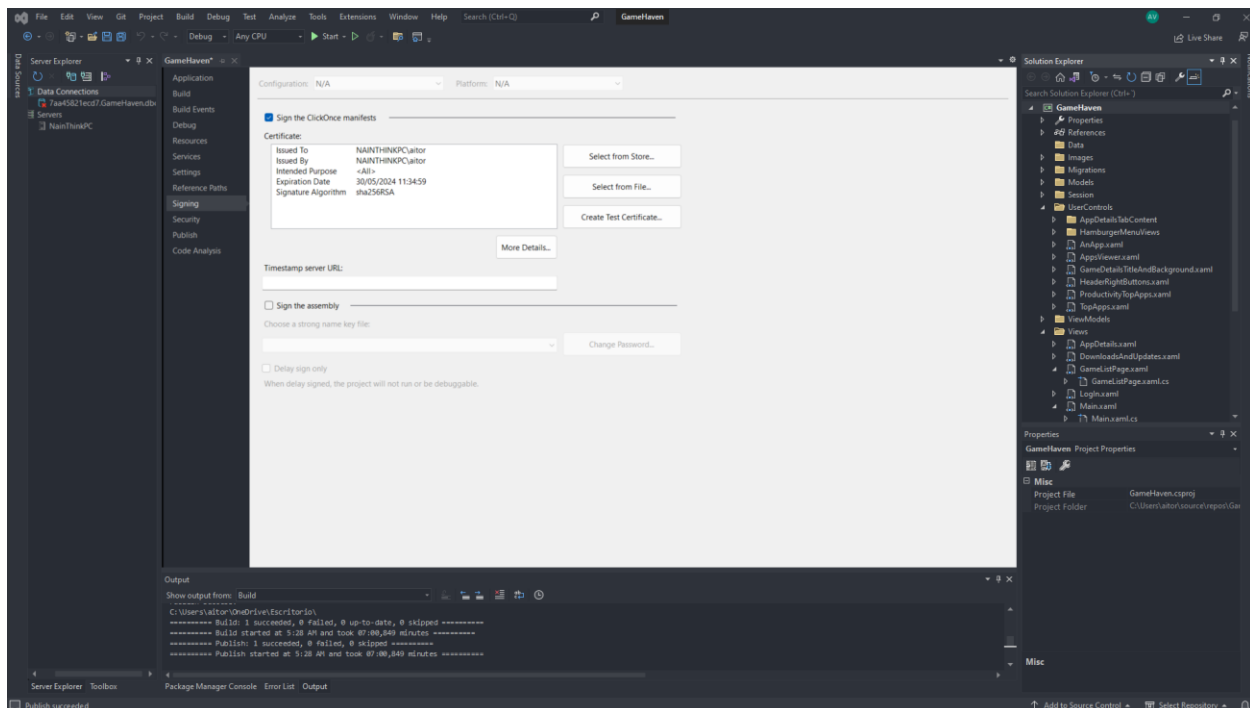 File Edit View Git Project Build Debug Test Analyze Tools Extensions Window Help Search (Ctrl+Q) GameHaven AV
Debug Any CPU Start Live Share
Data Sources
Server Explorer
Data Connections
7aa45821ecd7.GameHaven.dbo
Servers
NainThinkPC
GameHaven*
Application
Build
Build Events
Debug
Resources
Services
Settings
Reference Paths
Signing
Security
Publish
Code Analysis
Configuration: N/A Platform: N/A
Sign the ClickOnce manifests
Certificate:
Issued To NAINTHINKPC\aitor
Issued By NAINTHINKPC\aitor
Intended Purpose <All>
Expiration Date 30/05/2024 11:34:59
Signature Algorithm sha256RSA
Select from Store...
Select from File...
Create Test Certificate...
More Details...
Timestamp server URL:
Sign the assembly
Choose a strong name key file:
Change Password...
Delay sign only
When delay signed, the project will not run or be debuggable.
Solution Explorer
Search Solution Explorer (Ctrl+')
GameHaven
Properties
References
Data
Images
Migrations
Models
Session
UserControls
AppDetailsTabContent
HamburgerMenuViews
AnApp.xaml
AppsViewer.xaml
GameDetailsTitleAndBackground.xaml
HeaderRightButtons.xaml
ProductivityTopApps.xaml
TopApps.xaml
ViewModels
Views
AppDetails.xaml
DownloadsAndUpdates.xaml
GameListPage.xaml
GameListPage.xaml.cs
Login.xaml
Main.xaml
Main.xaml.cs
Properties
GameHaven Project Properties
Misc
Project File GameHaven.csproj
Project Folder C:\Users\aitor\source\repos\Gar
Misc
Output
Show output from: Build
C:\Users\aitor\OneDrive\Escritorio\
========== Build: 1 succeeded, 0 failed, 0 up-to-date, 0 skipped ==========
========== Build started at 5:28 AM and took 07:00,849 minutes ==========
========== Publish: 1 succeeded, 0 failed, 0 skipped ==========
========== Publish started at 5:28 AM and took 07:00,849 minutes ==========
Server Explorer Toolbox
Package Manager Console Error List Output
Publish succeeded
Add to Source Control Select Repository